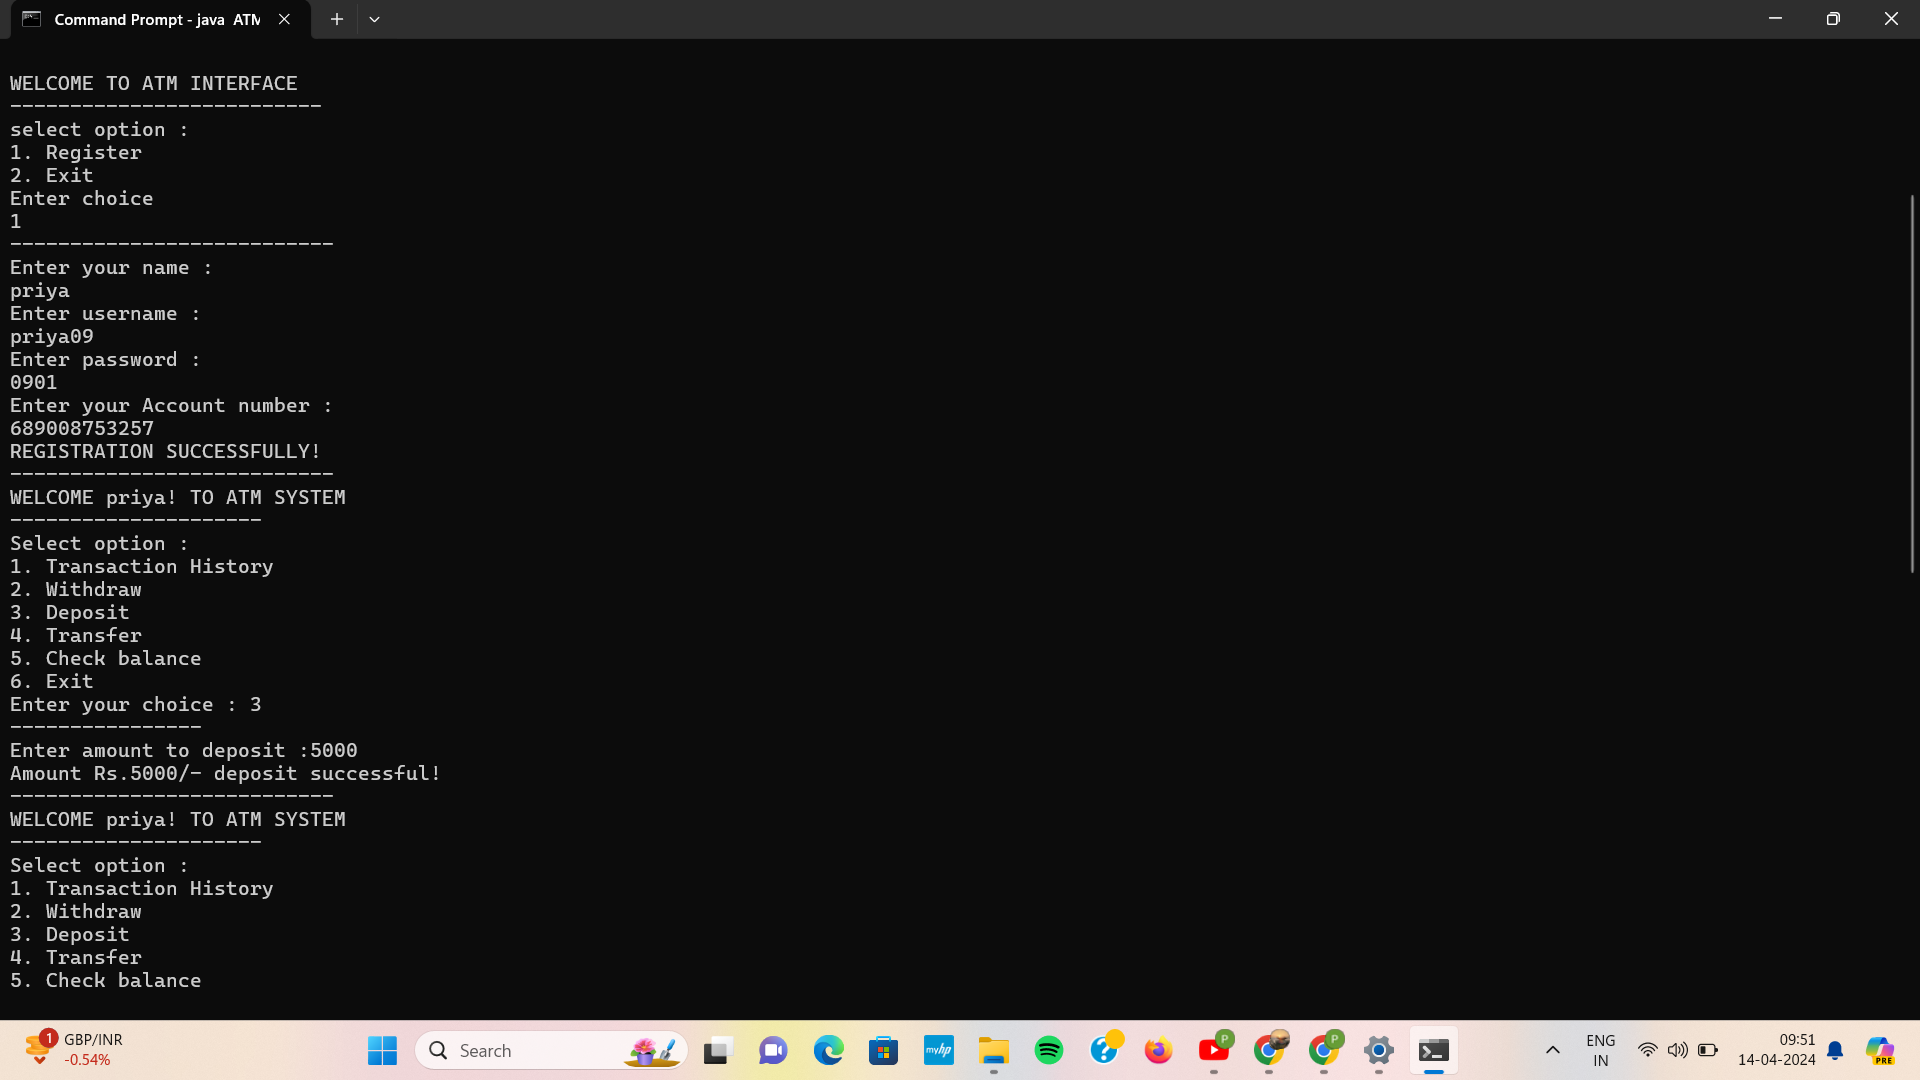 Command Prompt - java  ATM
WELCOME TO ATM INTERFACE
--------------------------
select option :
1. Register
2. Exit
Enter choice
1
---------------------------
Enter your name :
priya
Enter username :
priya09
Enter password :
0901
Enter your Account number :
689008753257
REGISTRATION SUCCESSFULLY!
---------------------------
WELCOME priya! TO ATM SYSTEM
---------------------
Select option :
1. Transaction History
2. Withdraw
3. Deposit
4. Transfer
5. Check balance
6. Exit
Enter your choice : 3
----------------
Enter amount to deposit :5000
Amount Rs.5000/- deposit successful!
---------------------------
WELCOME priya! TO ATM SYSTEM
---------------------
Select option :
1. Transaction History
2. Withdraw
3. Deposit
4. Transfer
5. Check balance
1
GBP/INR
-0.54%
Search
myhp
P
P
ENG
IN
09:51
14-04-2024
PRE